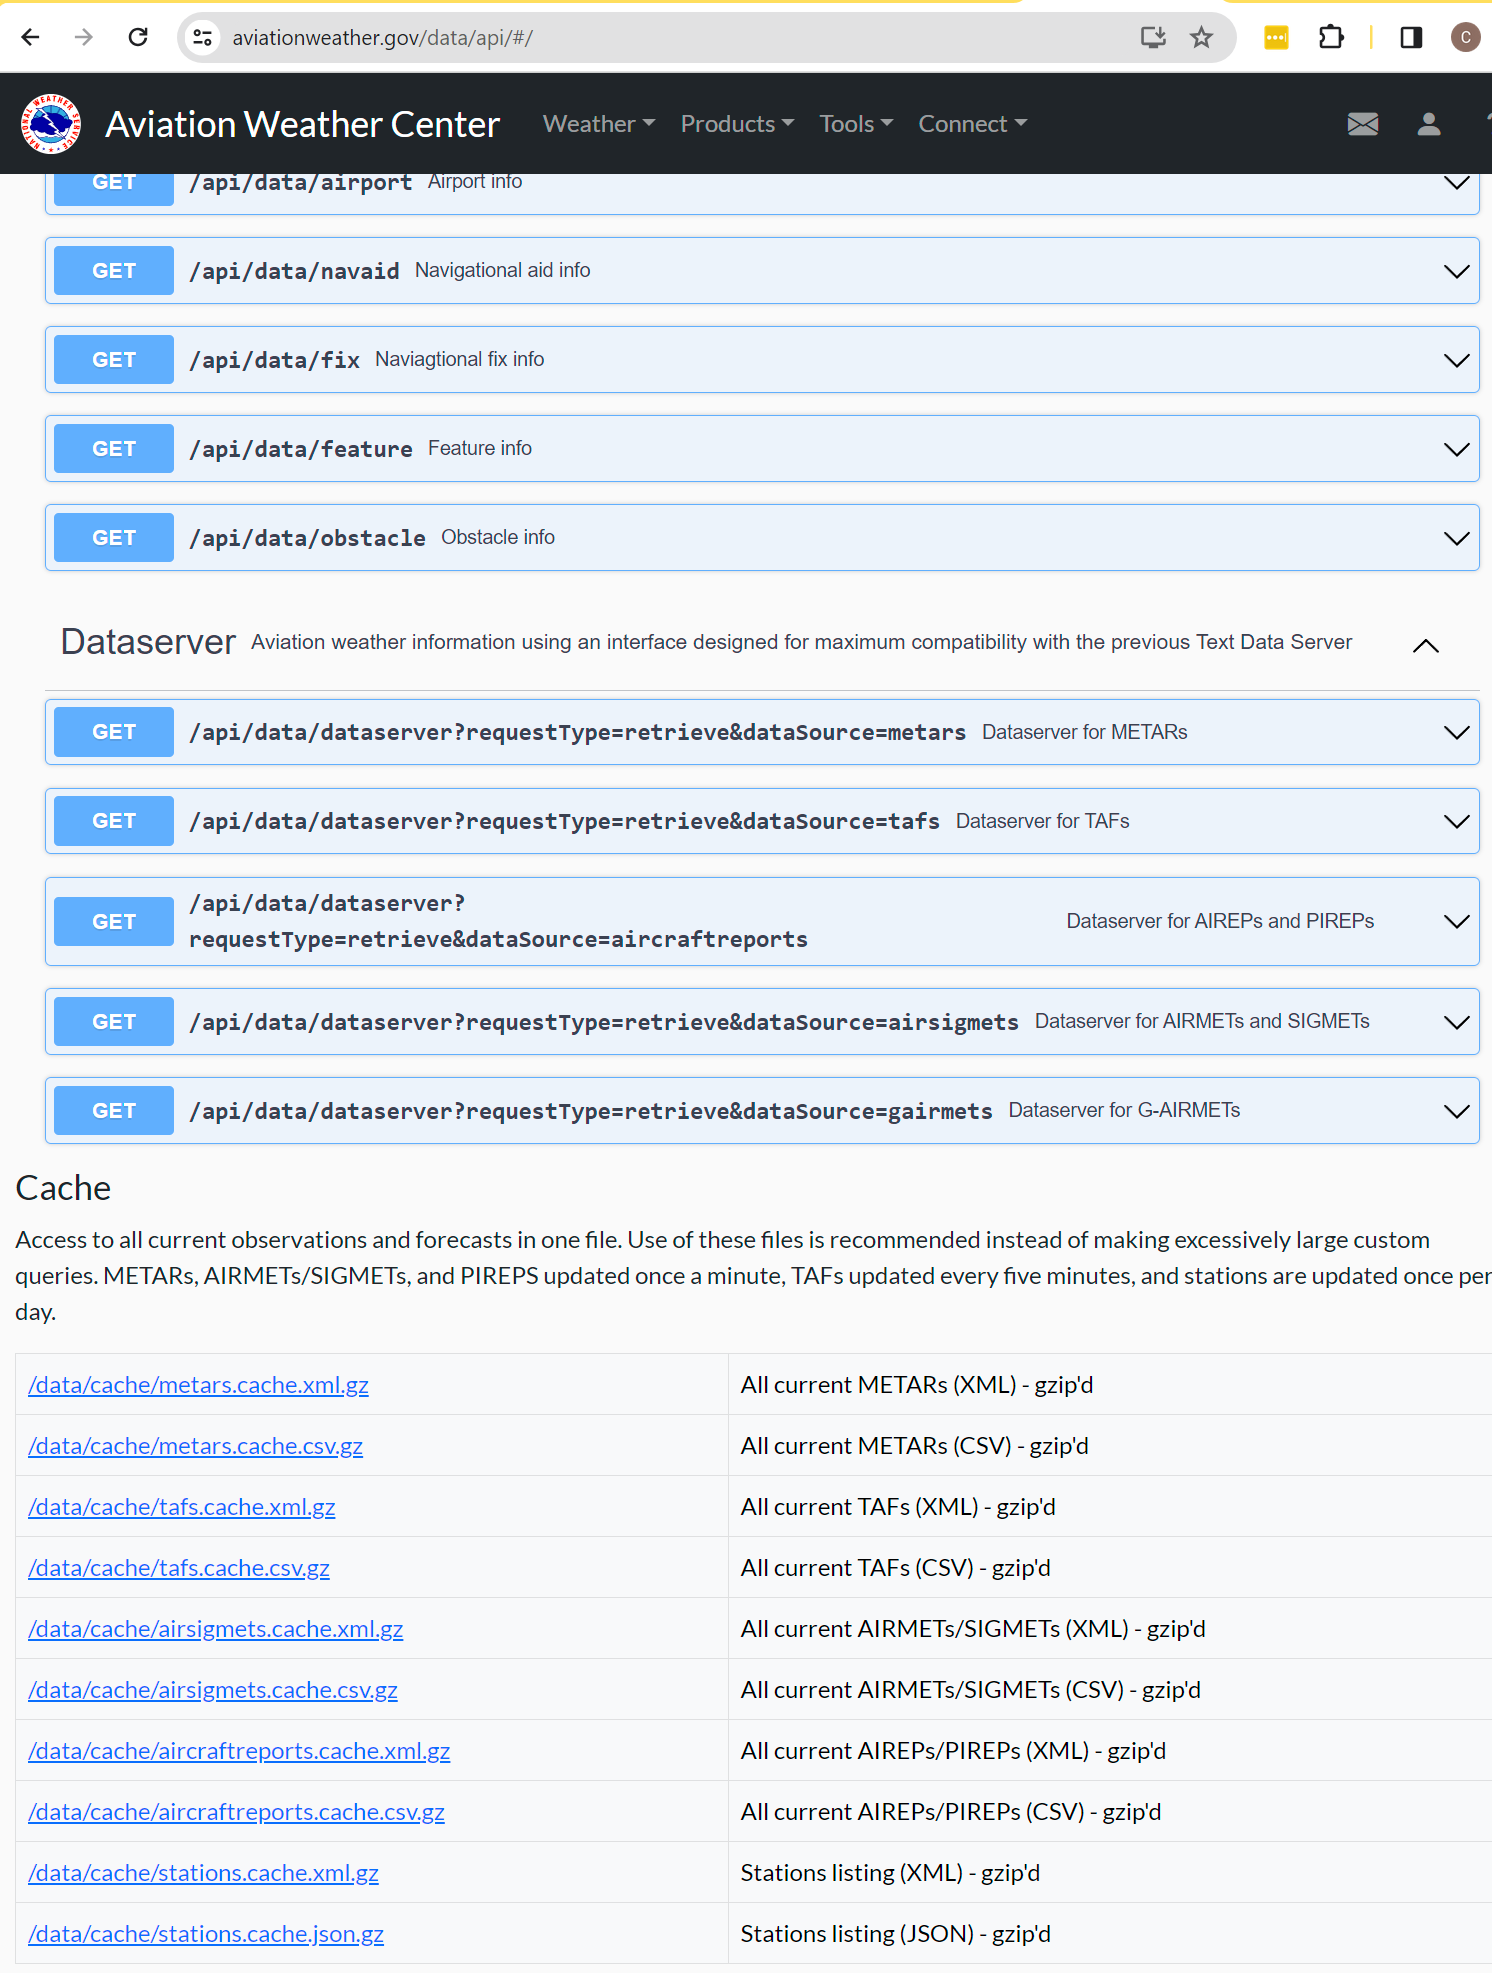 aviationweather.gov/data/api/#/
C
NATIONAL WEATHER SERVICE
Aviation Weather Center Weather Products Tools Connect
GET /api/data/airport Airport info
GET /api/data/navaid Navigational aid info
GET /api/data/fix Naviagtional fix info
GET /api/data/feature Feature info
GET /api/data/obstacle Obstacle info
Dataserver Aviation weather information using an interface designed for maximum compatibility with the previous Text Data Server
GET /api/data/dataserver?requestType=retrieve&dataSource=metars Dataserver for METARs
GET /api/data/dataserver?requestType=retrieve&dataSource=tafs Dataserver for TAFs
GET /api/data/dataserver?
requestType=retrieve&dataSource=aircraftreports Dataserver for AIREPs and PIREPs
GET /api/data/dataserver?requestType=retrieve&dataSource=airsigmets Dataserver for AIRMETs and SIGMETs
GET /api/data/dataserver?requestType=retrieve&dataSource=gairmets Dataserver for G-AIRMETs
Cache
Access to all current observations and forecasts in one file. Use of these files is recommended instead of making excessively large custom
queries. METARs, AIRMETs/SIGMETs, and PIREPS updated once a minute, TAFs updated every five minutes, and stations are updated once per
day.
/data/cache/metars.cache.xml.gz All current METARs (XML) - gzip'd
/data/cache/metars.cache.csv.gz All current METARs (CSV) - gzip'd
/data/cache/tafs.cache.xml.gz All current TAFs (XML) - gzip'd
/data/cache/tafs.cache.csv.gz All current TAFs (CSV) - gzip'd
/data/cache/airsigmets.cache.xml.gz All current AIRMETs/SIGMETs (XML) - gzip'd
/data/cache/airsigmets.cache.csv.gz All current AIRMETs/SIGMETs (CSV) - gzip'd
/data/cache/aircraftreports.cache.xml.gz All current AIREPs/PIREPs (XML) - gzip'd
/data/cache/aircraftreports.cache.csv.gz All current AIREPs/PIREPs (CSV) - gzip'd
/data/cache/stations.cache.xml.gz Stations listing (XML) - gzip'd
/data/cache/stations.cache.json.gz Stations listing (JSON) - gzip'd